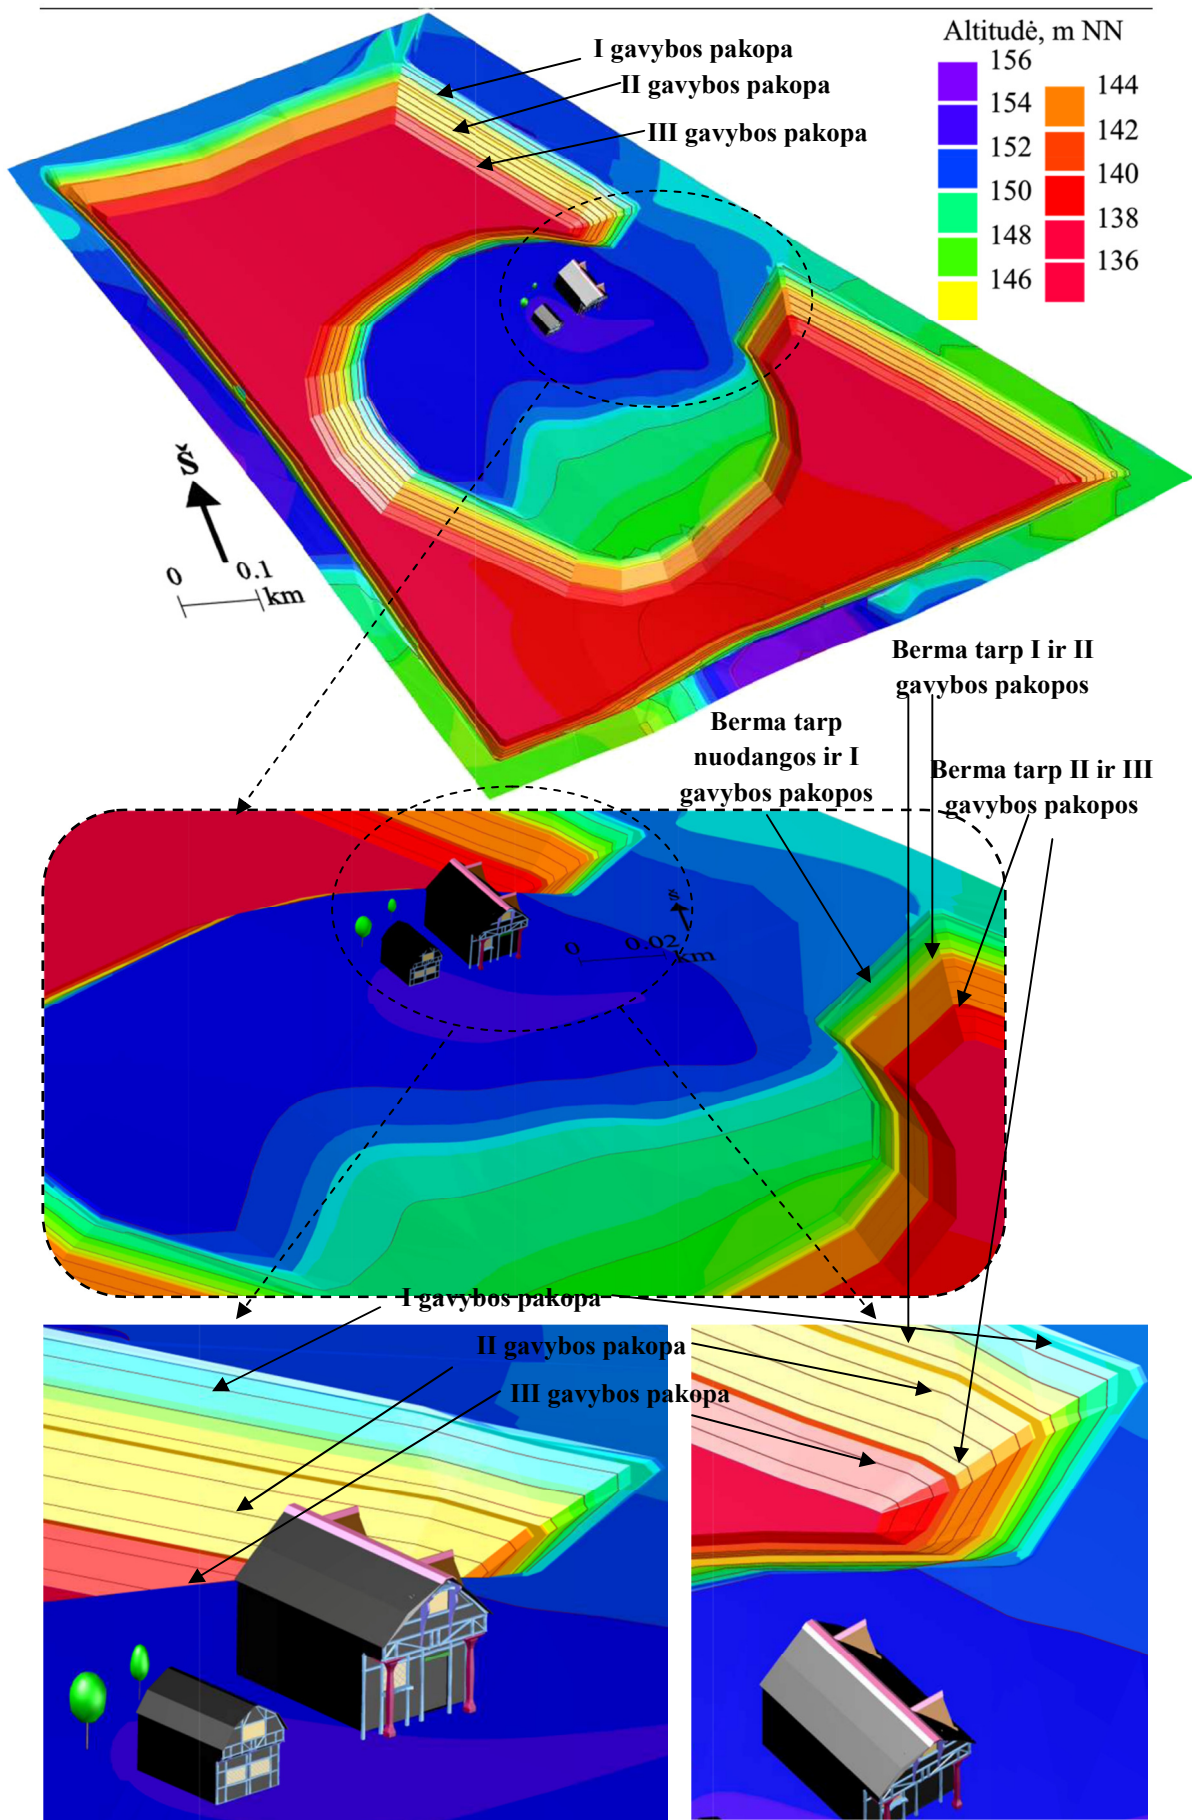 Altitudė, m NN
156
154
152
150
148
146
144
142
140
138
136
I gavybos pakopa
II gavybos pakopa
III gavybos pakopa
Š
0 0.1
km
Berma tarp I ir II
gavybos pakopos
Berma tarp
nuodangos ir I
gavybos pakopos
Berma tarp II ir III
gavybos pakopos
Š
0 0.02
km
I gavybos pakopa
II gavybos pakopa
III gavybos pakopa